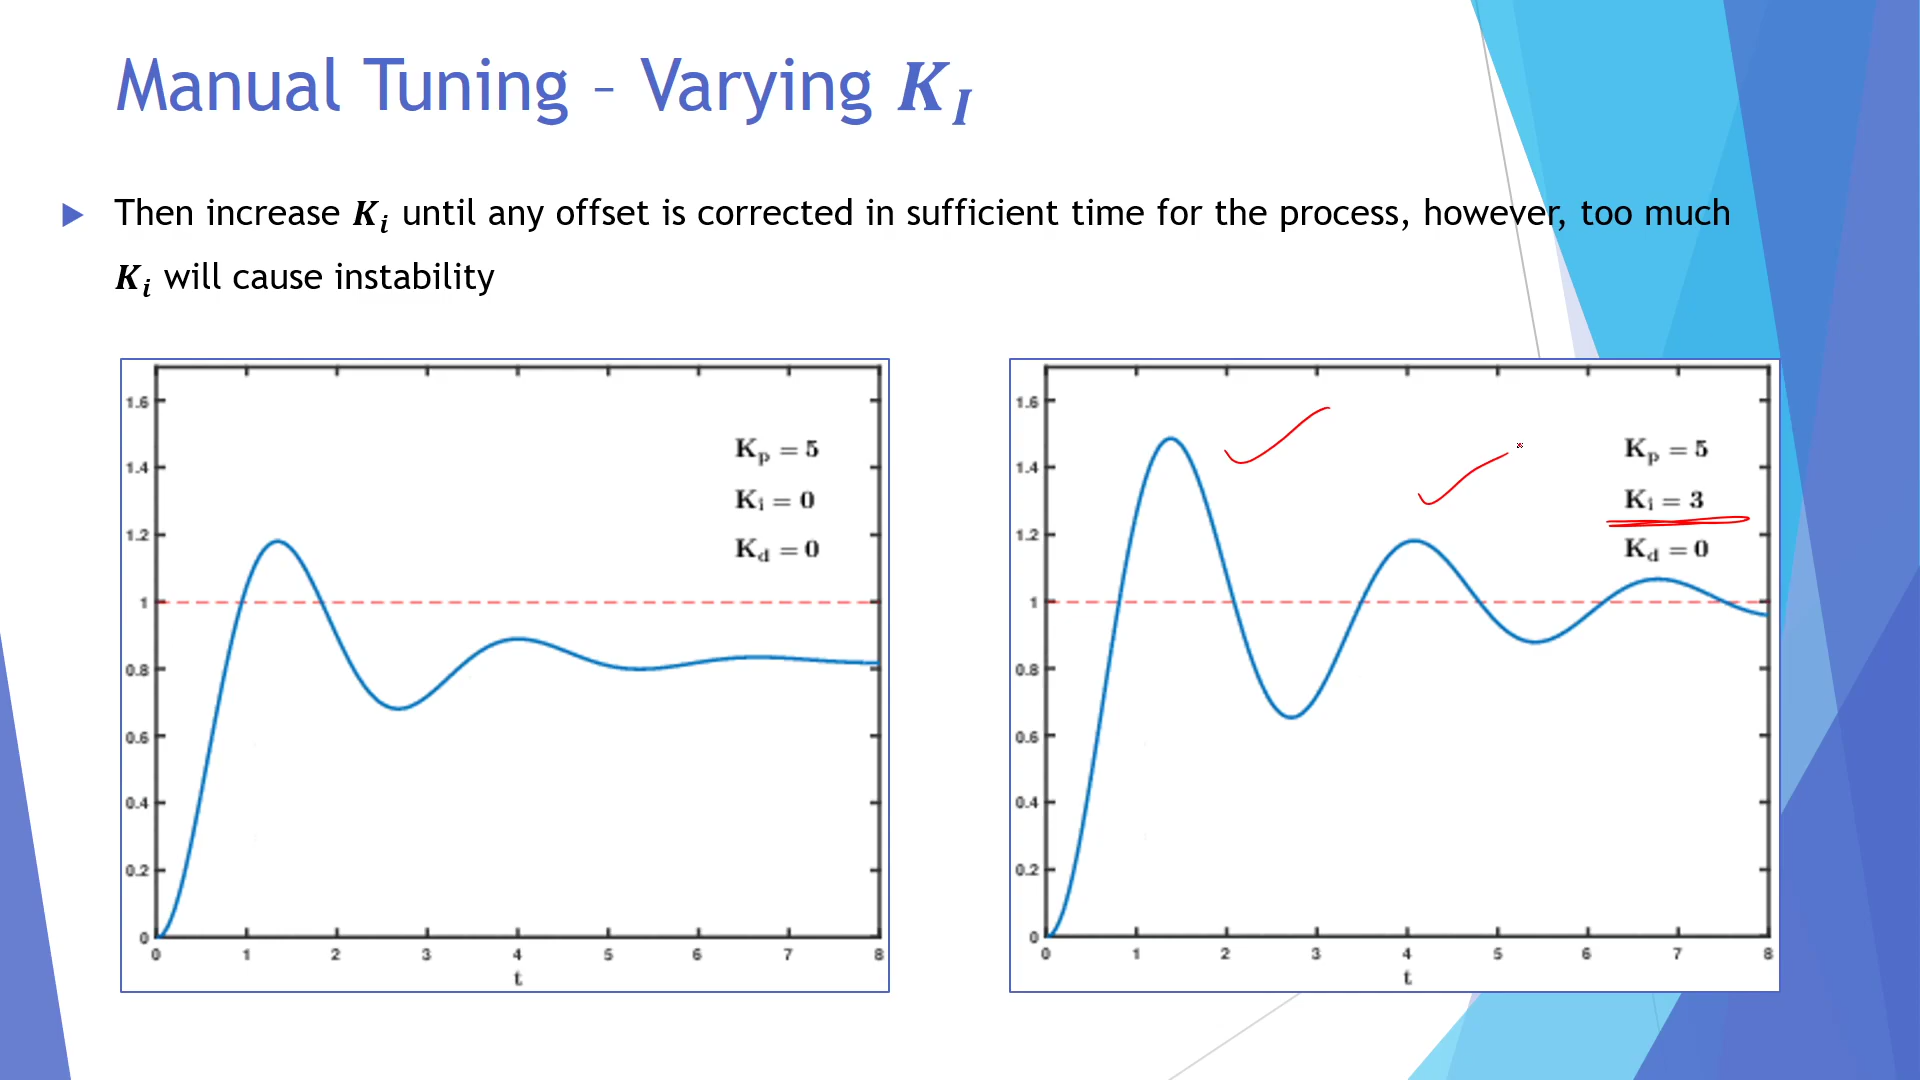 Manual Tuning – Varying K_I
Then increase K_i until any offset is corrected in sufficient time for the process, however, too much
K_i will cause instability
1.6
1.4
1.2
1
0.8
0.6
0.4
0.2
0
K_p = 5
K_i = 0
K_d = 0
0 1 2 3 4 5 6 7 8
t
1.6
1.4
1.2
1
0.8
0.6
0.4
0.2
0
K_p = 5
K_i = 3
K_d = 0
0 1 2 3 4 5 6 7 8
t